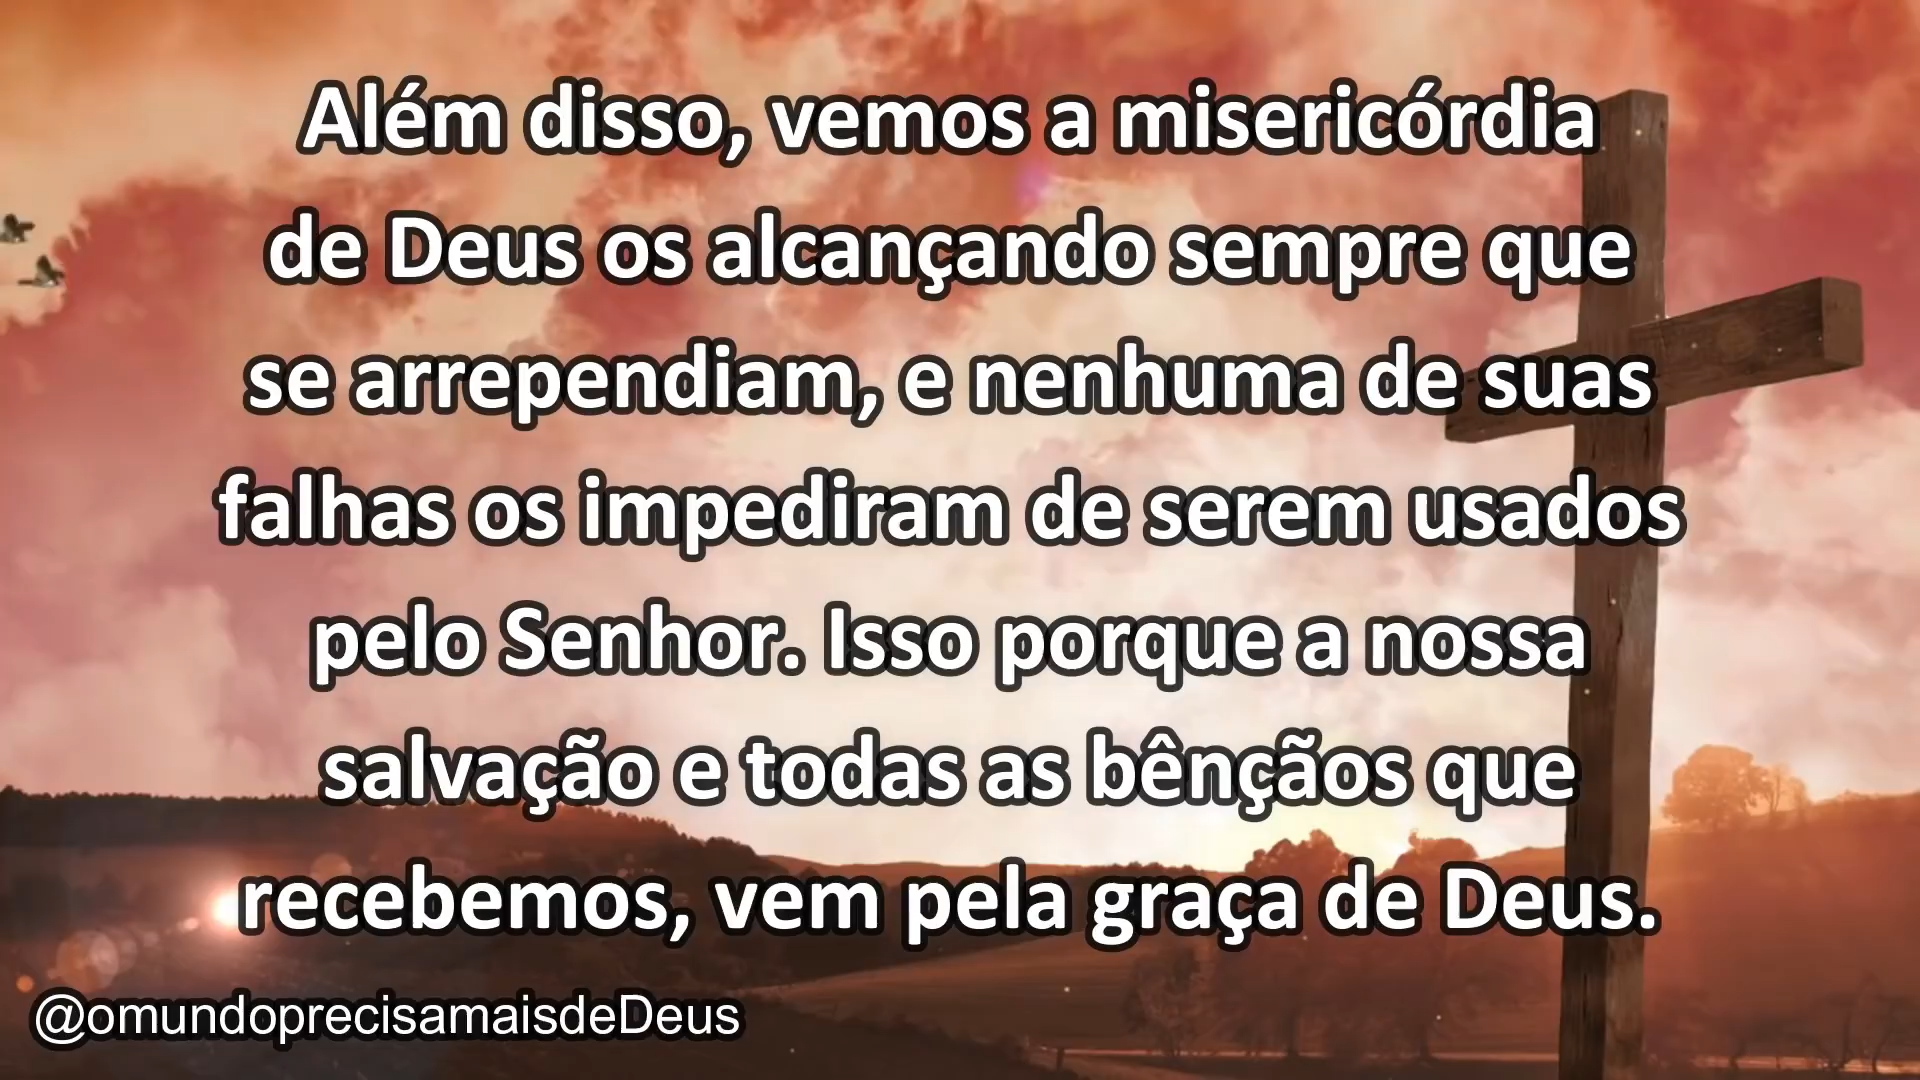 Além disso, vemos a misericórdia
de Deus os alcançando sempre que
se arrependiam, e nenhuma de suas
falhas os impediram de serem usados
pelo Senhor. Isso porque a nossa
salvação e todas as bênçãos que
recebemos, vem pela graça de Deus.
@omundoprecisamaisdeDeus